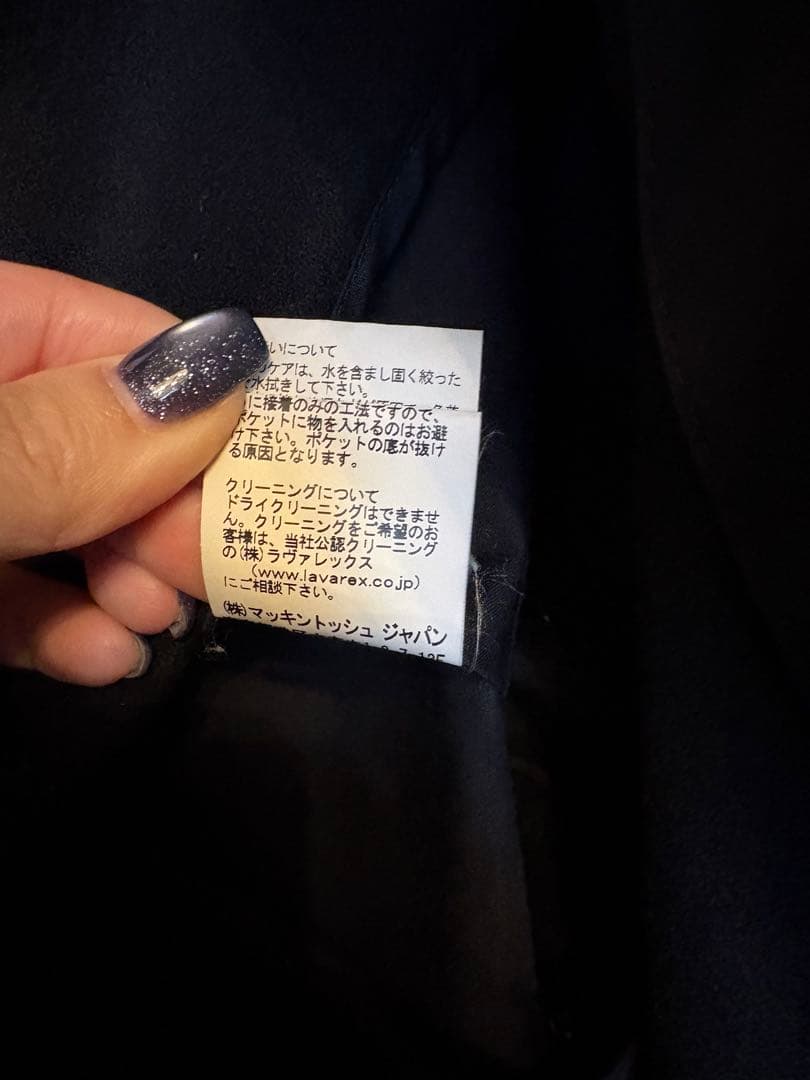 いについて
ケアは、水を含まし固く絞った
水拭きして下さい。
に接着のみの工法ですので、
ポケットに物を入れるのはお避
け下さい。ポケットの底が抜け
る原因となります。
クリーニングについて
ドライクリーニングはできませ
ん。クリーニングをご希望のお
客様は、当社公認クリーニング
の(株)ラヴァレックス
(www.lavarex.co.jp)
にご相談下さい。
(株)マッキントッシュ ジャパン